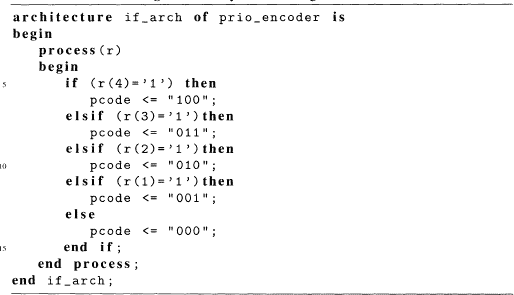 architecture if_arch of prio_encoder is
begin
process(r)
begin
5 if (r(4)='1') then
pcode <= "100";
elsif (r(3)='1')then
pcode <= "011";
elsif (r(2)='1')then
10 pcode <= "010";
elsif (r(1)='1')then
pcode <= "001";
else
pcode <= "000";
15 end if;
end process;
end if_arch;